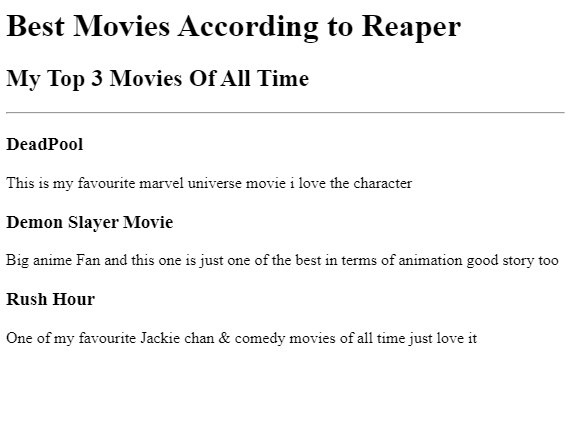 Best Movies According to Reaper
My Top 3 Movies Of All Time
DeadPool
This is my favourite marvel universe movie i love the character
Demon Slayer Movie
Big anime Fan and this one is just one of the best in terms of animation good story too
Rush Hour
One of my favourite Jackie chan & comedy movies of all time just love it